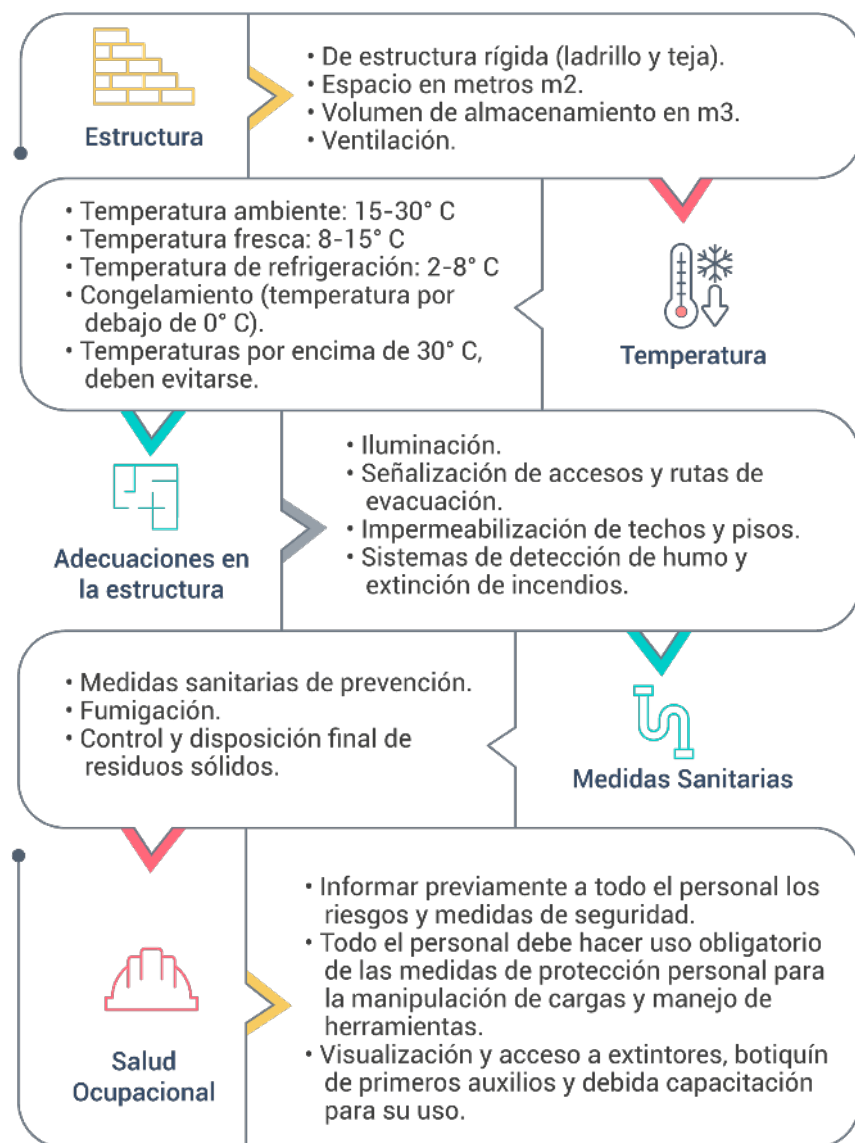 Estructura
• De estructura rígida (ladrillo y teja).
• Espacio en metros m2.
• Volumen de almacenamiento en m3.
• Ventilación.
Temperatura
• Temperatura ambiente: 15-30° C
• Temperatura fresca: 8-15° C
• Temperatura de refrigeración: 2-8° C
• Congelamiento (temperatura por
debajo de 0° C).
• Temperaturas por encima de 30° C,
deben evitarse.
Adecuaciones en
la estructura
• Iluminación.
• Señalización de accesos y rutas de
evacuación.
• Impermeabilización de techos y pisos.
• Sistemas de detección de humo y
extinción de incendios.
Medidas Sanitarias
• Medidas sanitarias de prevención.
• Fumigación.
• Control y disposición final de
residuos sólidos.
Salud
Ocupacional
• Informar previamente a todo el personal los
riesgos y medidas de seguridad.
• Todo el personal debe hacer uso obligatorio
de las medidas de protección personal para
la manipulación de cargas y manejo de
herramientas.
• Visualización y acceso a extintores, botiquín
de primeros auxilios y debida capacitación
para su uso.